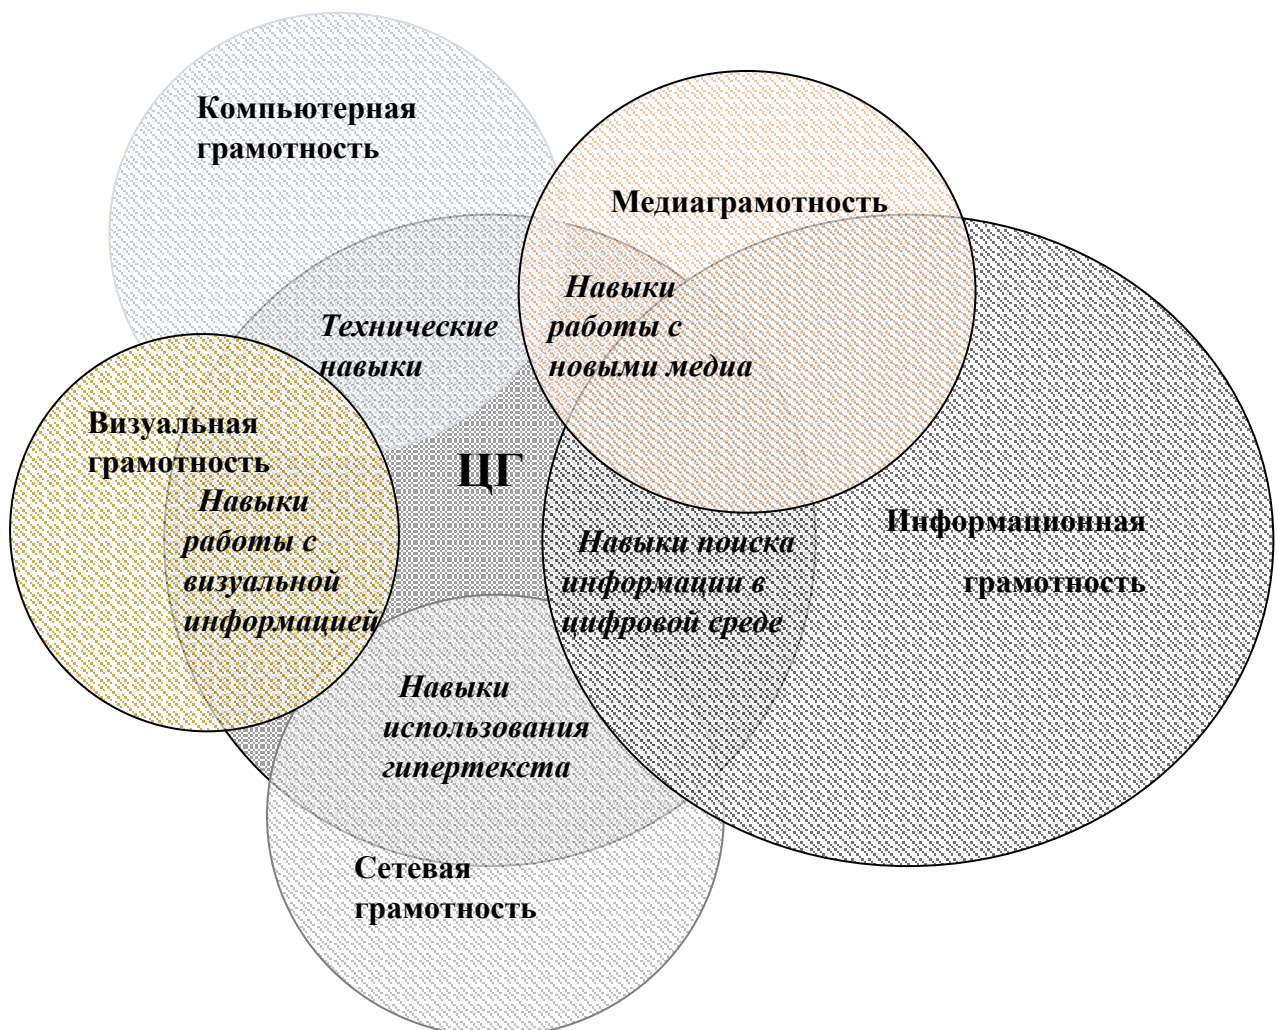 Компьютерная
грамотность
Медиаграмотность
Навыки
работы с
новыми медиа
Технические
навыки
Визуальная
грамотность
ЦГ
Навыки
работы с
визуальной
информацией
Навыки поиска
информации в
цифровой среде
Информационная
грамотность
Навыки
использования
гипертекста
Сетевая
грамотность